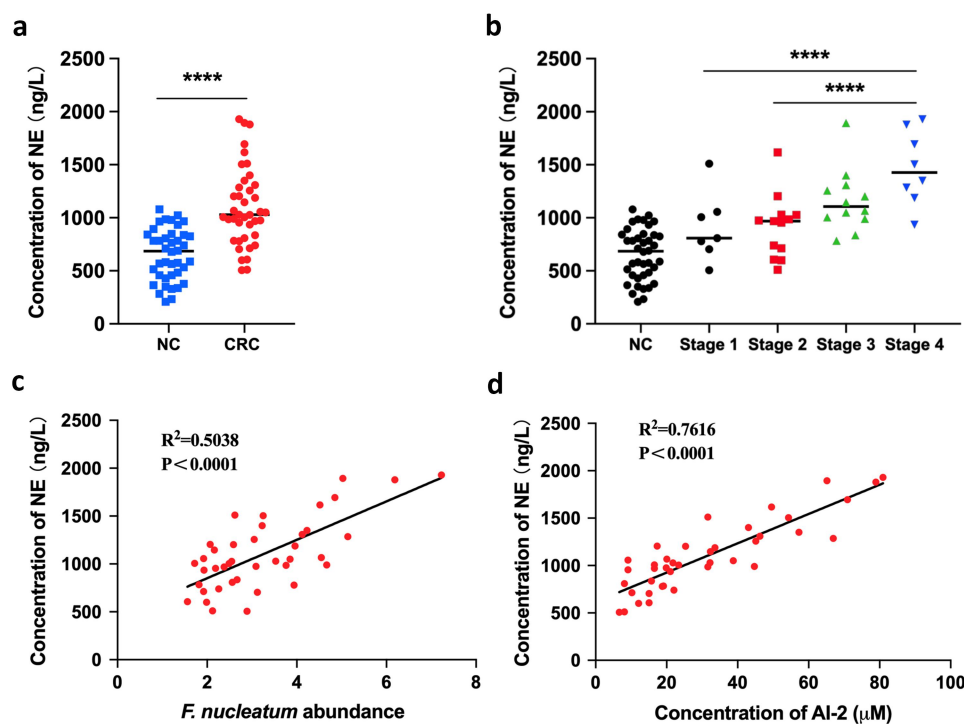 a
Concentration of NE (ng/L)
2500
2000
1500
1000
500
0
****
NC
CRC
b
Concentration of NE (ng/L)
2500
2000
1500
1000
500
0
****
****
NC
Stage 1
Stage 2
Stage 3
Stage 4
c
Concentration of NE (ng/L)
2500
2000
1500
1000
500
0
R²=0.5038
P<0.0001
0
2
4
6
8
F. nucleatum abundance
d
Concentration of NE (ng/L)
2500
2000
1500
1000
500
0
R²=0.7616
P<0.0001
0
20
40
60
80
100
Concentration of AI-2 (μM)